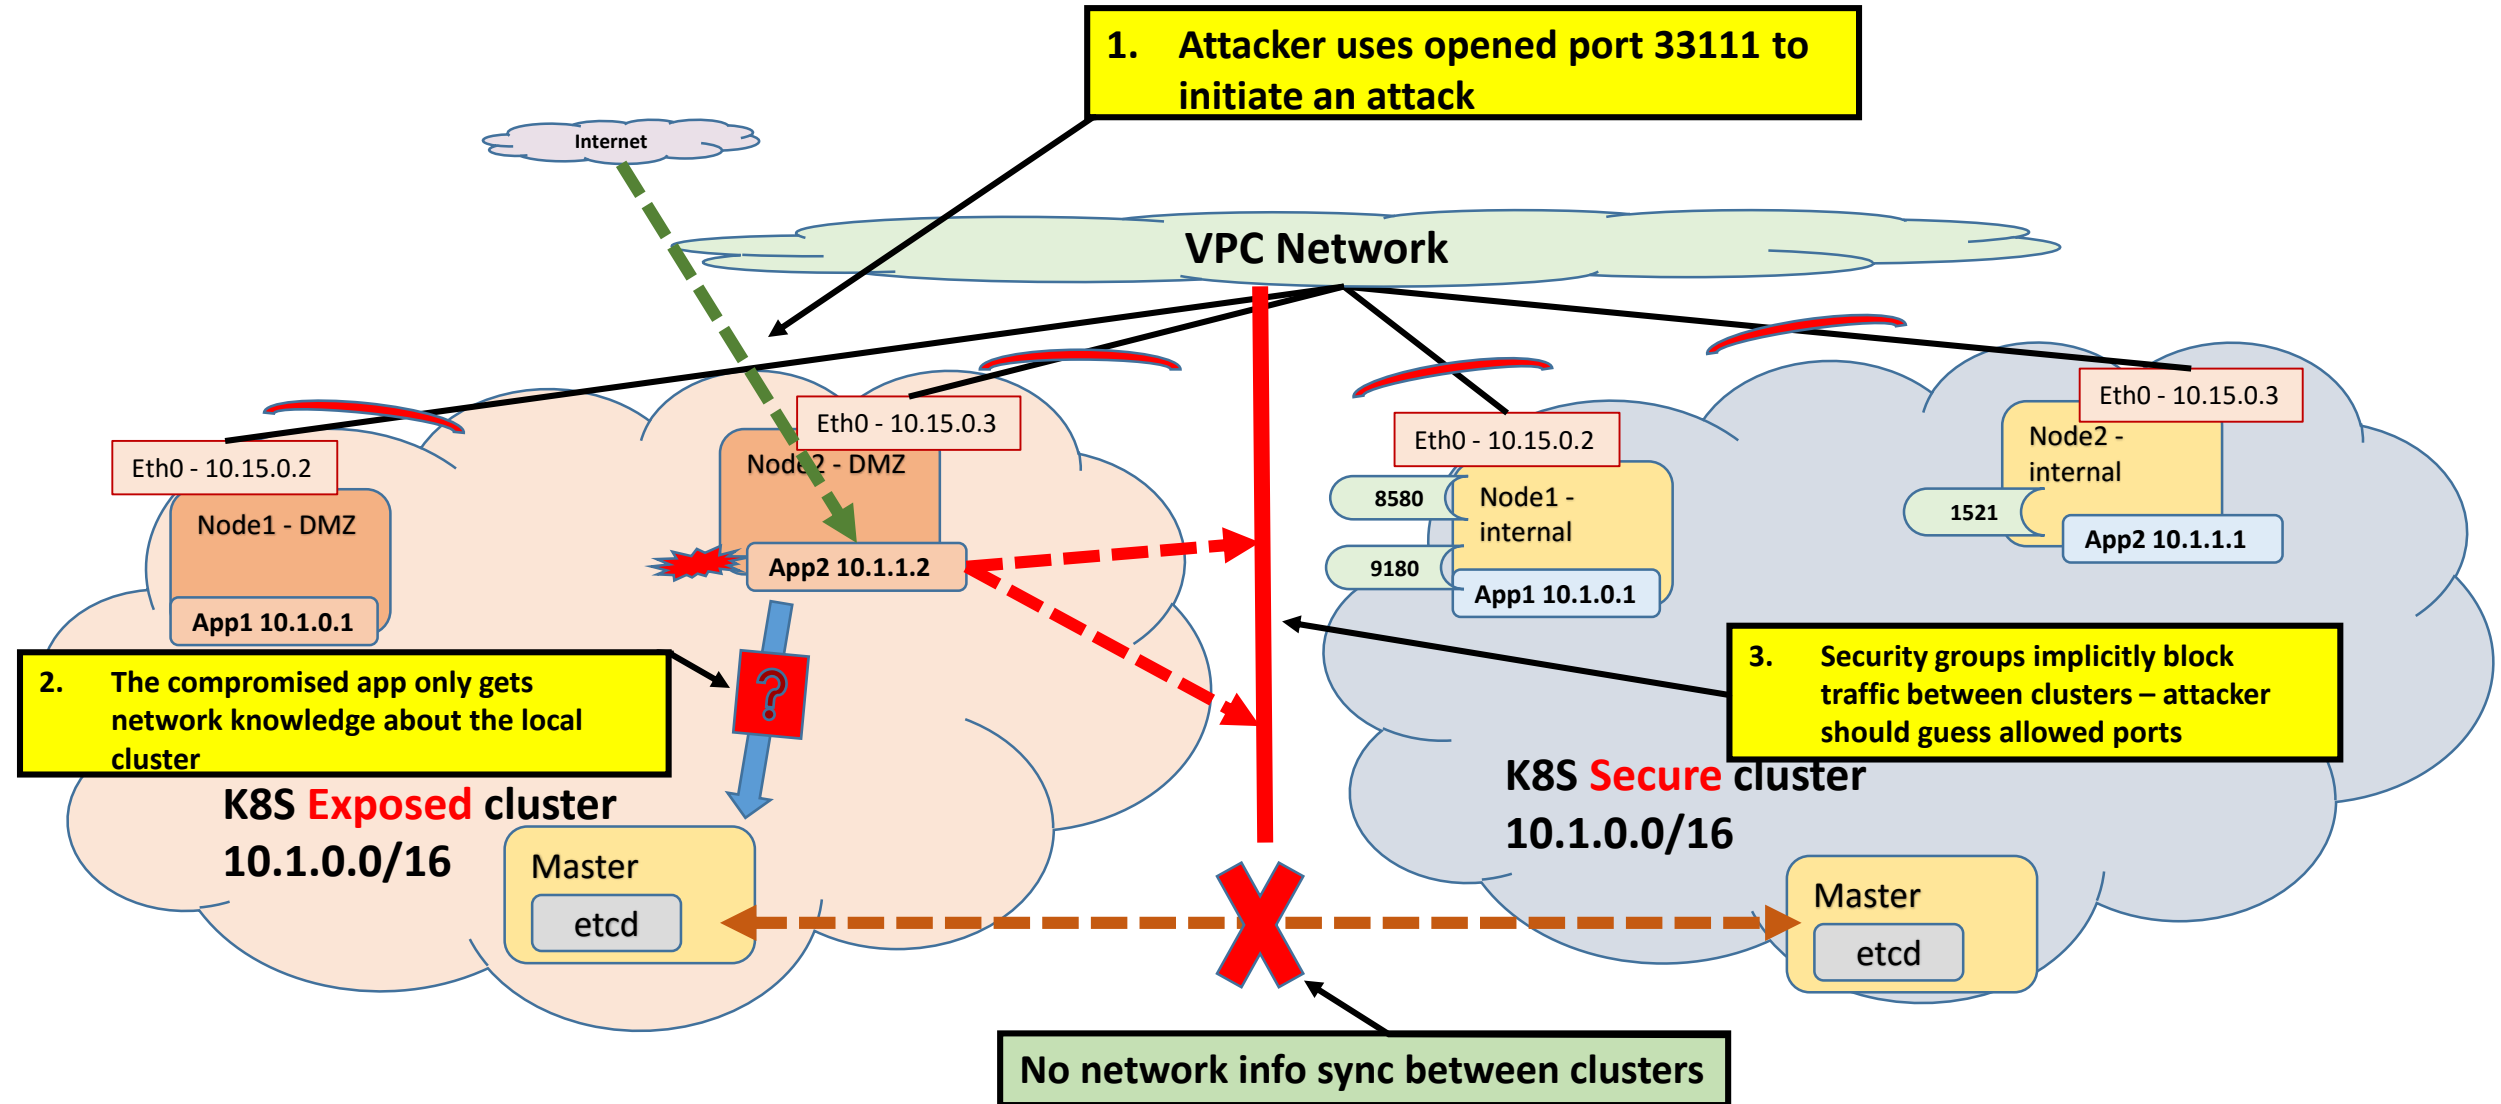 1. Attacker uses opened port 33111 to
initiate an attack
Internet
VPC Network
Eth0 - 10.15.0.2
Node1 - DMZ
App1 10.1.0.1
Eth0 - 10.15.0.3
Node2 - DMZ
App2 10.1.1.2
Eth0 - 10.15.0.2
8580
9180
Node1 -
internal
App1 10.1.0.1
Eth0 - 10.15.0.3
Node2 -
internal
1521
App2 10.1.1.1
2. The compromised app only gets
network knowledge about the local
cluster
?
3. Security groups implicitly block
traffic between clusters – attacker
should guess allowed ports
K8S Exposed cluster
10.1.0.0/16
Master
etcd
K8S Secure cluster
10.1.0.0/16
Master
etcd
No network info sync between clusters